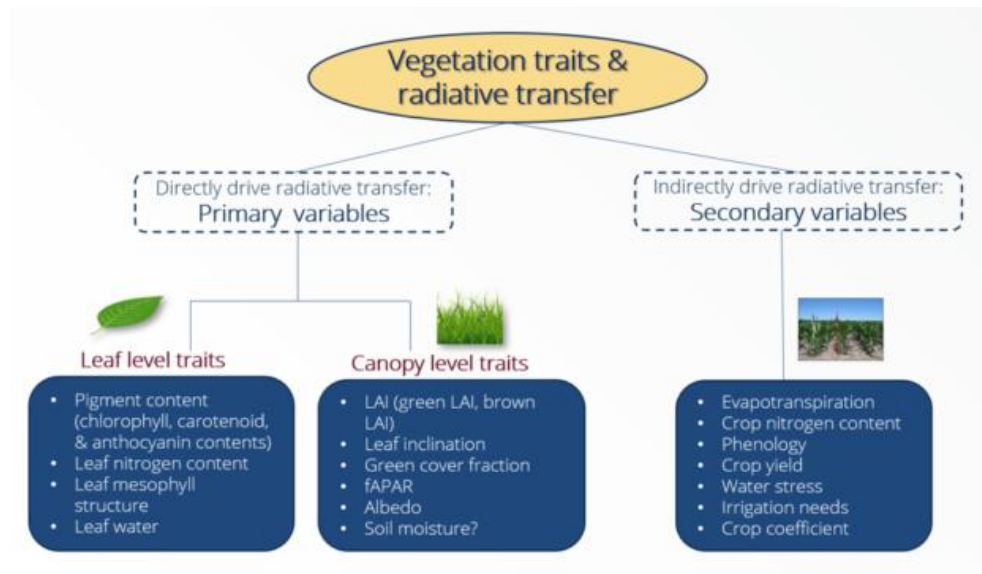 Vegetation traits &
radiative transfer
Directly drive radiative transfer:
Primary variables
Indirectly drive radiative transfer:
Secondary variables
Leaf level traits
• Pigment content
(chlorophyll, carotenoid,
& anthocyanin contents)
• Leaf nitrogen content
• Leaf mesophyll
structure
• Leaf water
Canopy level traits
• LAI (green LAI, brown
LAI)
• Leaf inclination
• Green cover fraction
• fAPAR
• Albedo
• Soil moisture?
• Evapotranspiration
• Crop nitrogen content
• Phenology
• Crop yield
• Water stress
• Irrigation needs
• Crop coefficient